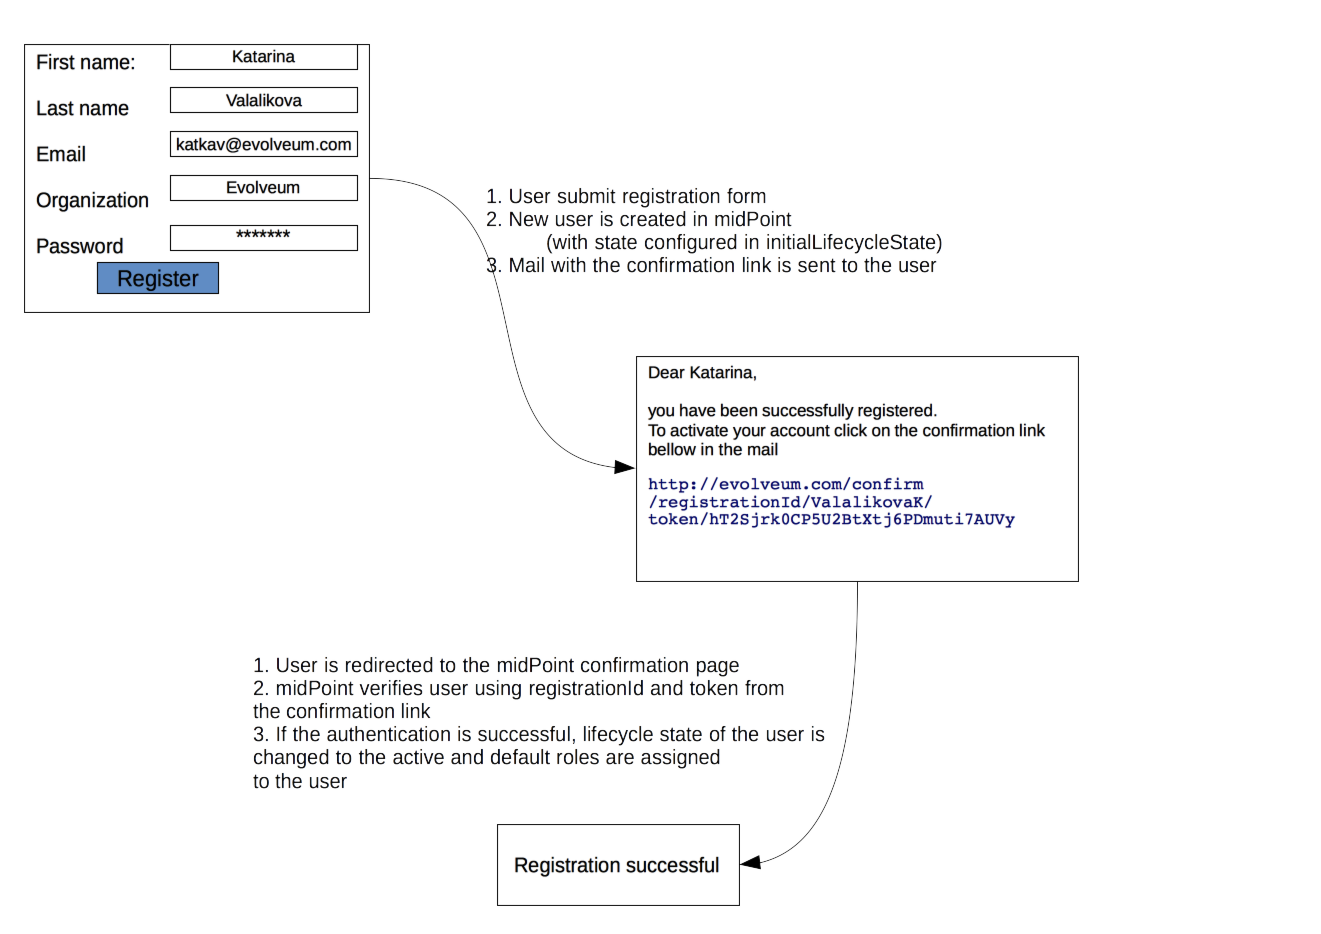 First name: Katarina
Last name Valalikova
Email katkav@evolveum.com
Organization Evolveum
Password *******
Register
1. User submit registration form
2. New user is created in midPoint
(with state configured in initialLifecycleState)
3. Mail with the confirmation link is sent to the user
Dear Katarina,
you have been successfully registered.
To activate your account click on the confirmation link
bellow in the mail
http://evolveum.com/confirm
/registrationId/ValalikovaK/
token/hT2Sjrk0CP5U2BtXtj6PDmuti7AUVy
1. User is redirected to the midPoint confirmation page
2. midPoint verifies user using registrationId and token from
the confirmation link
3. If the authentication is successful, lifecycle state of the user is
changed to the active and default roles are assigned
to the user
Registration successful